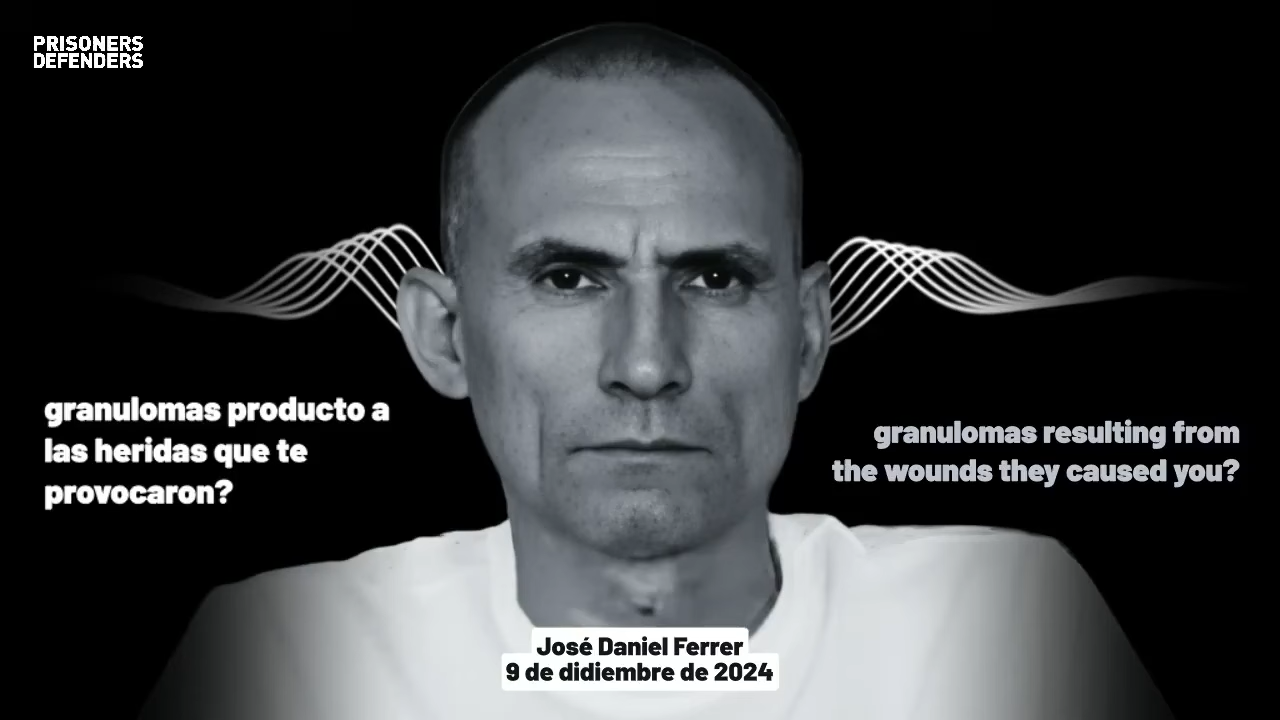 PRISONERS
DEFENDERS
granulomas producto a
las heridas que te
provocaron?
granulomas resulting from
the wounds they caused you?
José Daniel Ferrer
9 de didiembre de 2024